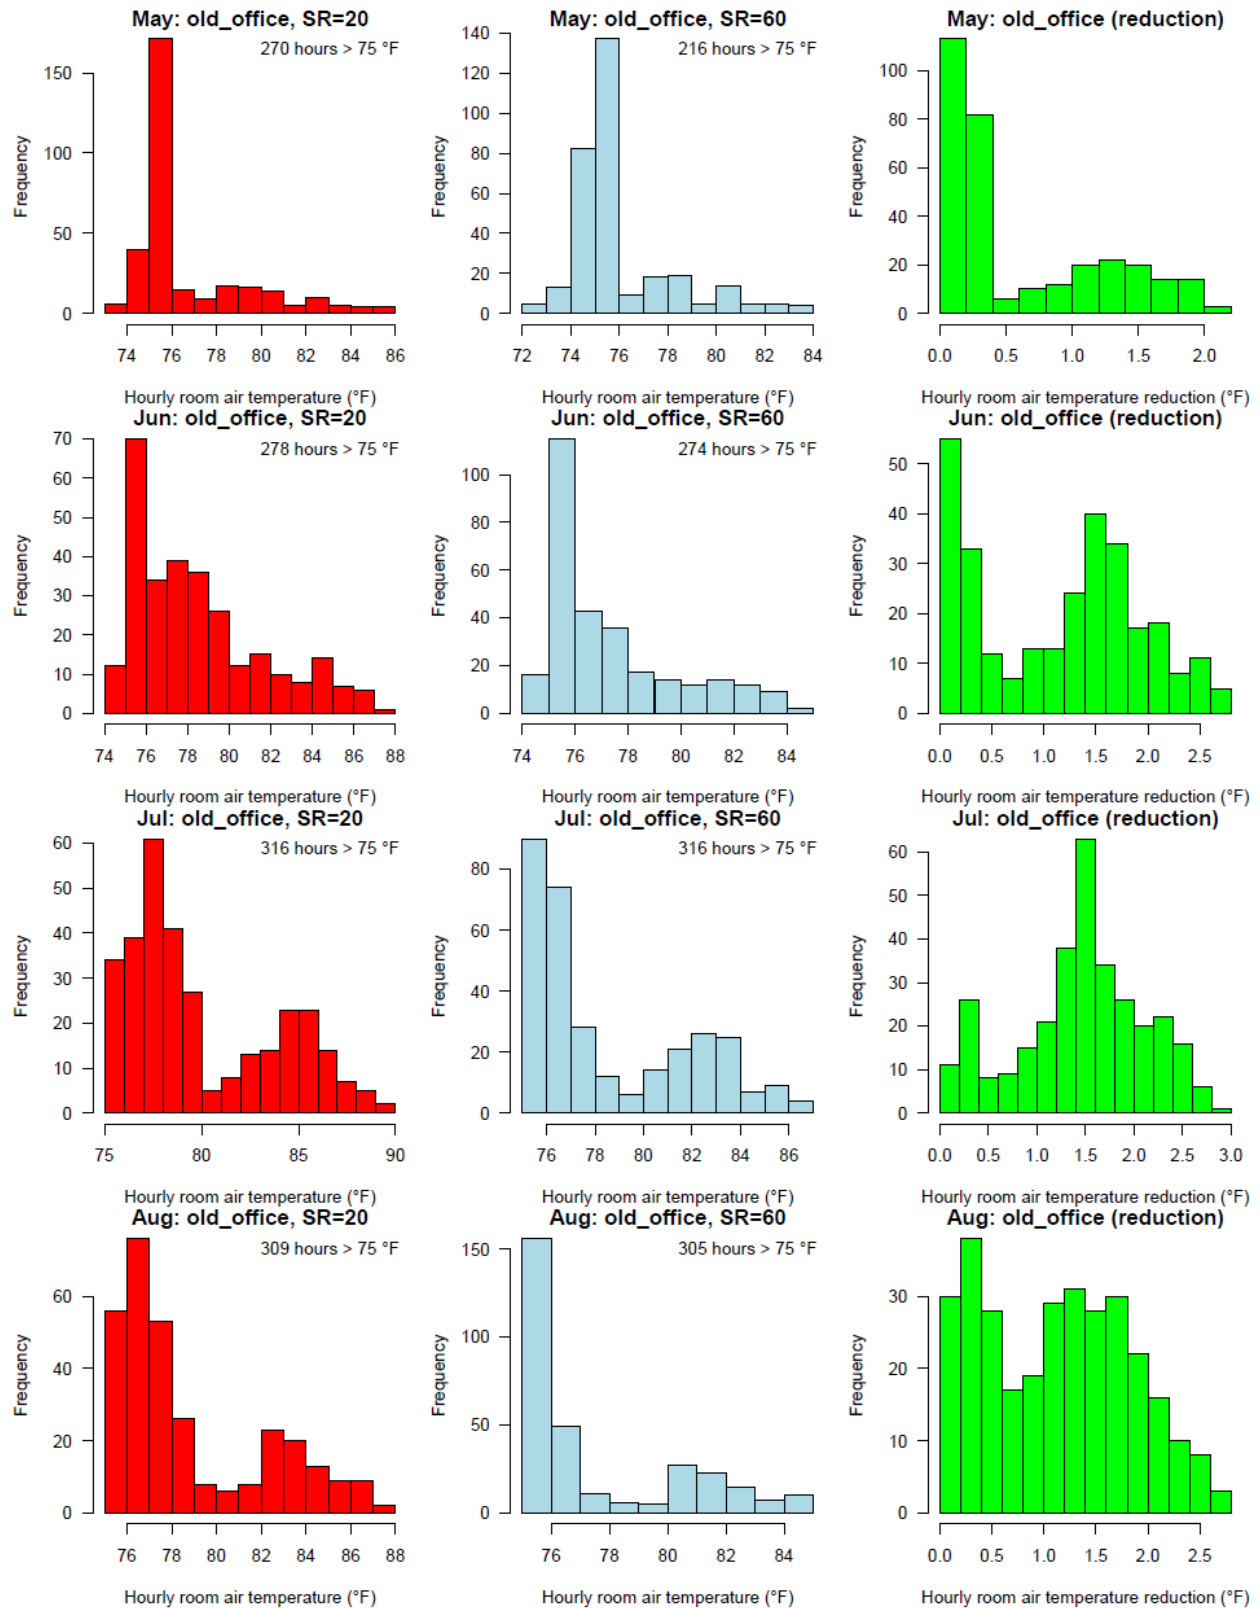 May: old_office, SR=20
270 hours > 75 °F
Frequency
150
100
50
0
74 76 78 80 82 84 86
Hourly room air temperature (°F)
May: old_office, SR=60
216 hours > 75 °F
Frequency
140
120
100
80
60
40
20
0
72 74 76 78 80 82 84
Hourly room air temperature (°F)
May: old_office (reduction)
Frequency
100
80
60
40
20
0
0.0 0.5 1.0 1.5 2.0
Hourly room air temperature reduction (°F)
Jun: old_office, SR=20
278 hours > 75 °F
Frequency
70
60
50
40
30
20
10
0
74 76 78 80 82 84 86 88
Hourly room air temperature (°F)
Jun: old_office, SR=60
274 hours > 75 °F
Frequency
100
80
60
40
20
0
74 76 78 80 82 84
Hourly room air temperature (°F)
Jun: old_office (reduction)
Frequency
50
40
30
20
10
0
0.0 0.5 1.0 1.5 2.0 2.5
Hourly room air temperature reduction (°F)
Jul: old_office, SR=20
316 hours > 75 °F
Frequency
60
50
40
30
20
10
0
75 80 85 90
Hourly room air temperature (°F)
Jul: old_office, SR=60
316 hours > 75 °F
Frequency
80
60
40
20
0
76 78 80 82 84 86
Hourly room air temperature (°F)
Jul: old_office (reduction)
Frequency
60
50
40
30
20
10
0
0.0 0.5 1.0 1.5 2.0 2.5 3.0
Hourly room air temperature reduction (°F)
Aug: old_office, SR=20
309 hours > 75 °F
Frequency
60
40
20
0
76 78 80 82 84 86 88
Hourly room air temperature (°F)
Aug: old_office, SR=60
305 hours > 75 °F
Frequency
150
100
50
0
76 78 80 82 84
Hourly room air temperature (°F)
Aug: old_office (reduction)
Frequency
30
20
10
0
0.0 0.5 1.0 1.5 2.0 2.5
Hourly room air temperature reduction (°F)